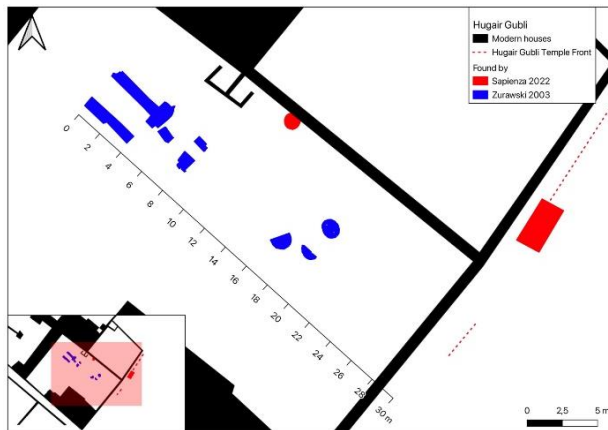 Hugair Gubli
Modern houses
Hugair Gubli Temple Front
Found by
Sapienza 2022
Zurawski 2003
0
2
4
6
8
10
12
14
16
18
20
22
24
26
28
30 m
0 2,5 5 m